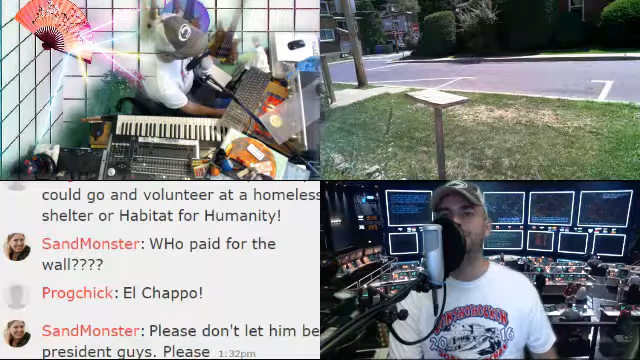 could go and volunteer at a homeless
shelter or Habitat for Humanity!
SandMonster: WHo paid for the
wall????
Progchick: El Chappo!
SandMonster: Please don't let him be
president guys. Please 1:32pm